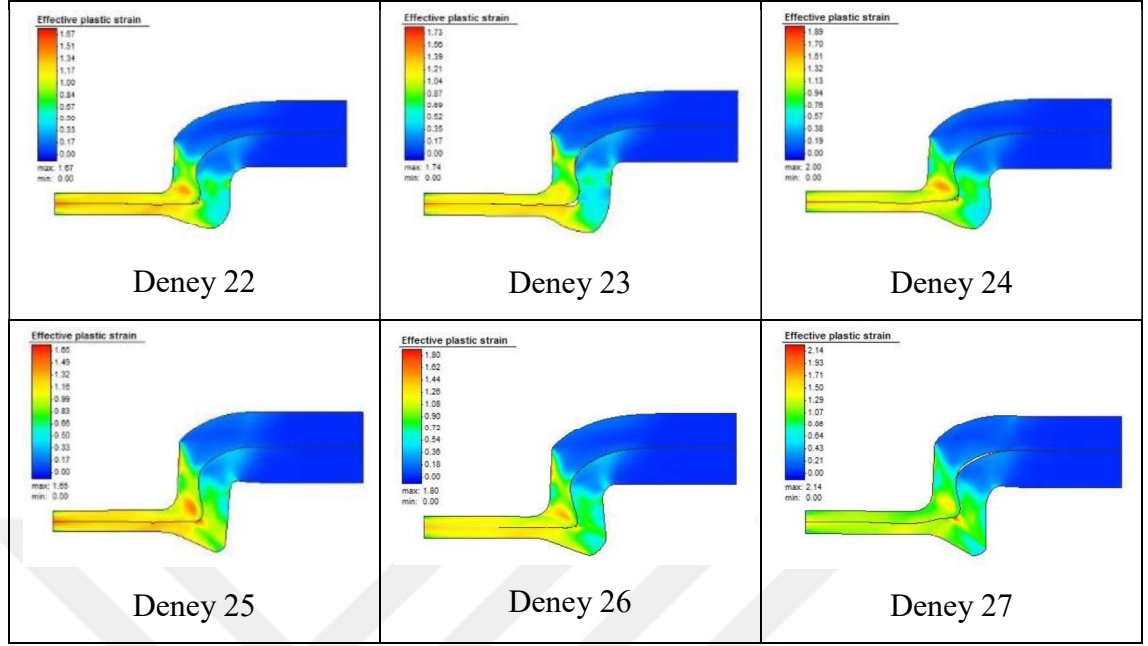 Effective plastic strain
1.67
1.51
1.34
1.17
1.00
0.84
0.67
0.50
0.33
0.17
0.00
max: 1.67
min: 0.00
Deney 22
Effective plastic strain
1.73
1.56
1.39
1.21
1.04
0.87
0.69
0.52
0.35
0.17
0.00
max: 1.74
min: 0.00
Deney 23
Effective plastic strain
1.89
1.70
1.51
1.32
1.13
0.94
0.76
0.57
0.38
0.19
0.00
max: 2.00
min: 0.00
Deney 24
Effective plastic strain
1.65
1.49
1.32
1.16
0.99
0.83
0.66
0.50
0.33
0.17
0.00
max: 1.65
min: 0.00
Deney 25
Effective plastic strain
1.80
1.62
1.44
1.26
1.08
0.90
0.72
0.54
0.36
0.18
0.00
max: 1.80
min: 0.00
Deney 26
Effective plastic strain
2.14
1.93
1.71
1.50
1.29
1.07
0.86
0.64
0.43
0.21
0.00
max: 2.14
min: 0.00
Deney 27